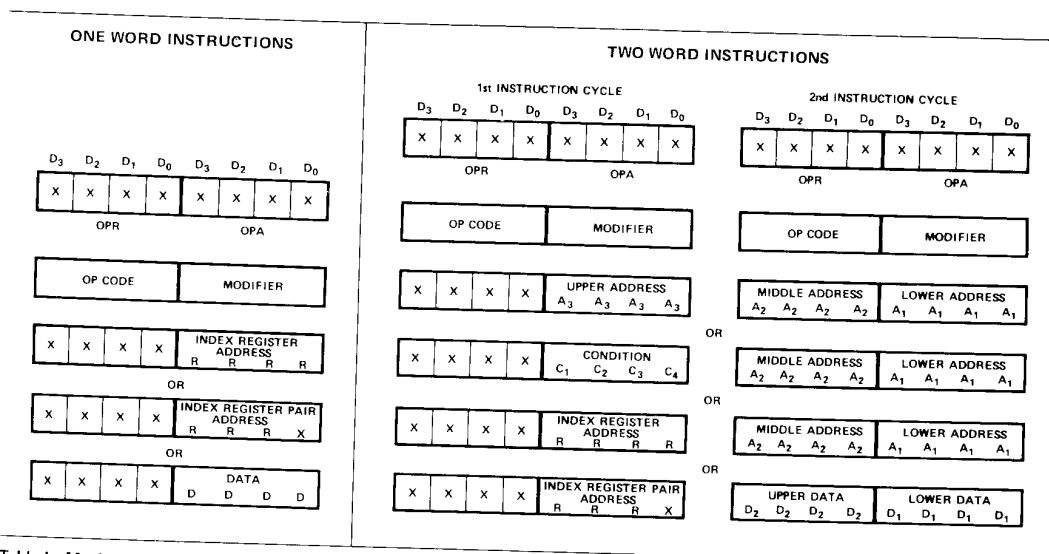 ONE WORD INSTRUCTIONS
D3 D2 D1 D0 D3 D2 D1 D0
X X X X X X X X
OPR OPA
OP CODE MODIFIER
X X X X INDEX REGISTER
ADDRESS
R R R R
OR
X X X X INDEX REGISTER PAIR
ADDRESS
R R R X
OR
X X X X DATA
D D D D
TWO WORD INSTRUCTIONS
1st INSTRUCTION CYCLE 2nd INSTRUCTION CYCLE
D3 D2 D1 D0 D3 D2 D1 D0 D3 D2 D1 D0 D3 D2 D1 D0
X X X X X X X X X X X X X X X X
OPR OPA OPR OPA
OP CODE MODIFIER OP CODE MODIFIER
X X X X UPPER ADDRESS MIDDLE ADDRESS LOWER ADDRESS
A3 A3 A3 A3 A2 A2 A2 A2 A1 A1 A1 A1
OR
X X X X CONDITION MIDDLE ADDRESS LOWER ADDRESS
C1 C2 C3 C4 A2 A2 A2 A2 A1 A1 A1 A1
OR
X X X X INDEX REGISTER MIDDLE ADDRESS LOWER ADDRESS
ADDRESS
R R R R A2 A2 A2 A2 A1 A1 A1 A1
OR
X X X X INDEX REGISTER PAIR UPPER DATA LOWER DATA
ADDRESS
R R R X D2 D2 D2 D2 D1 D1 D1 D1